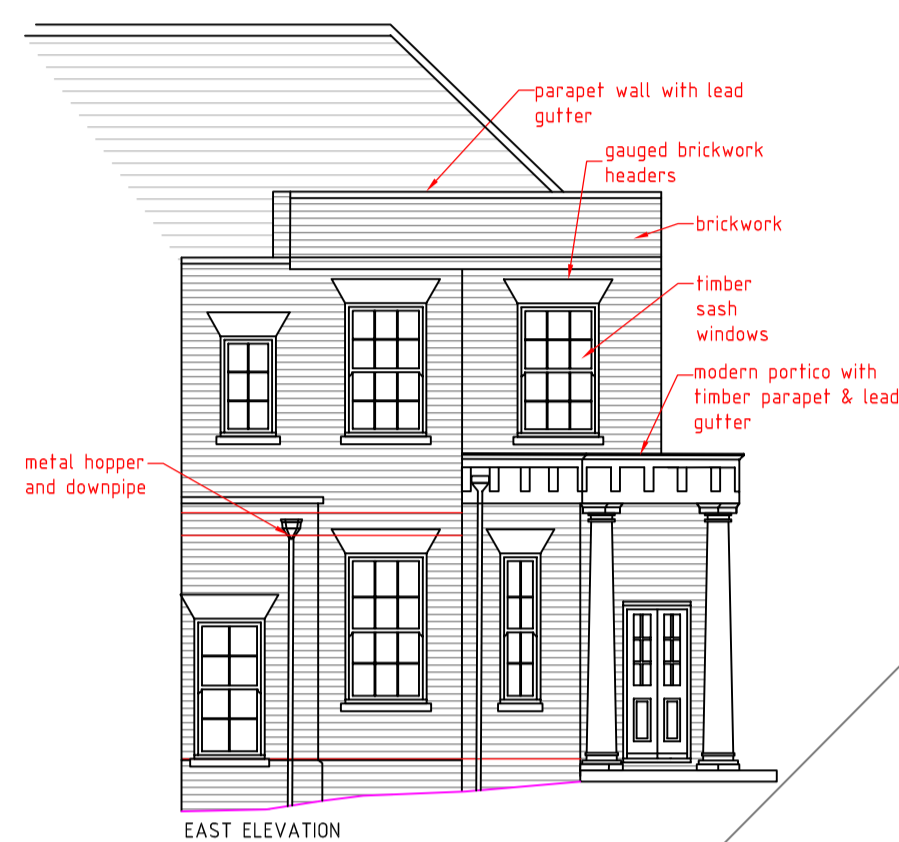 parapet wall with lead
gutter
gauged brickwork
headers
brickwork
timber
sash
windows
modern portico with
timber parapet & lead
gutter
metal hopper
and downpipe
EAST ELEVATION